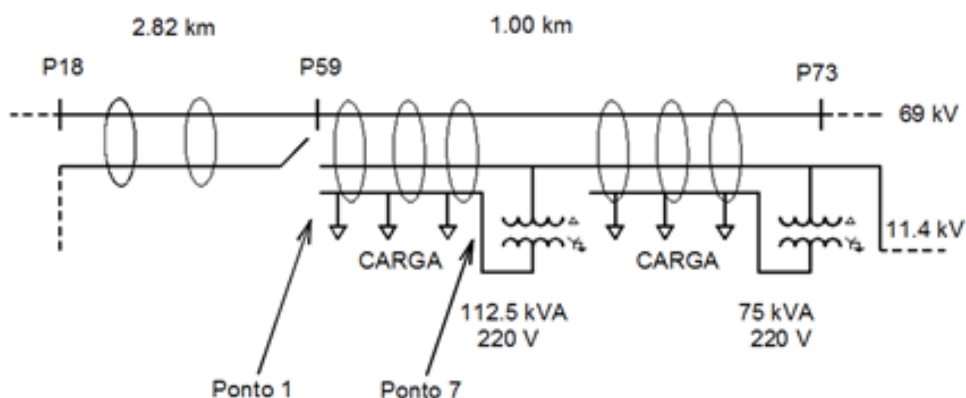 2.82 km
1.00 km
P18
P59
P73
69 kV
11.4 kV
CARGA
CARGA
112.5 kVA
220 V
75 kVA
220 V
Ponto 1
Ponto 7